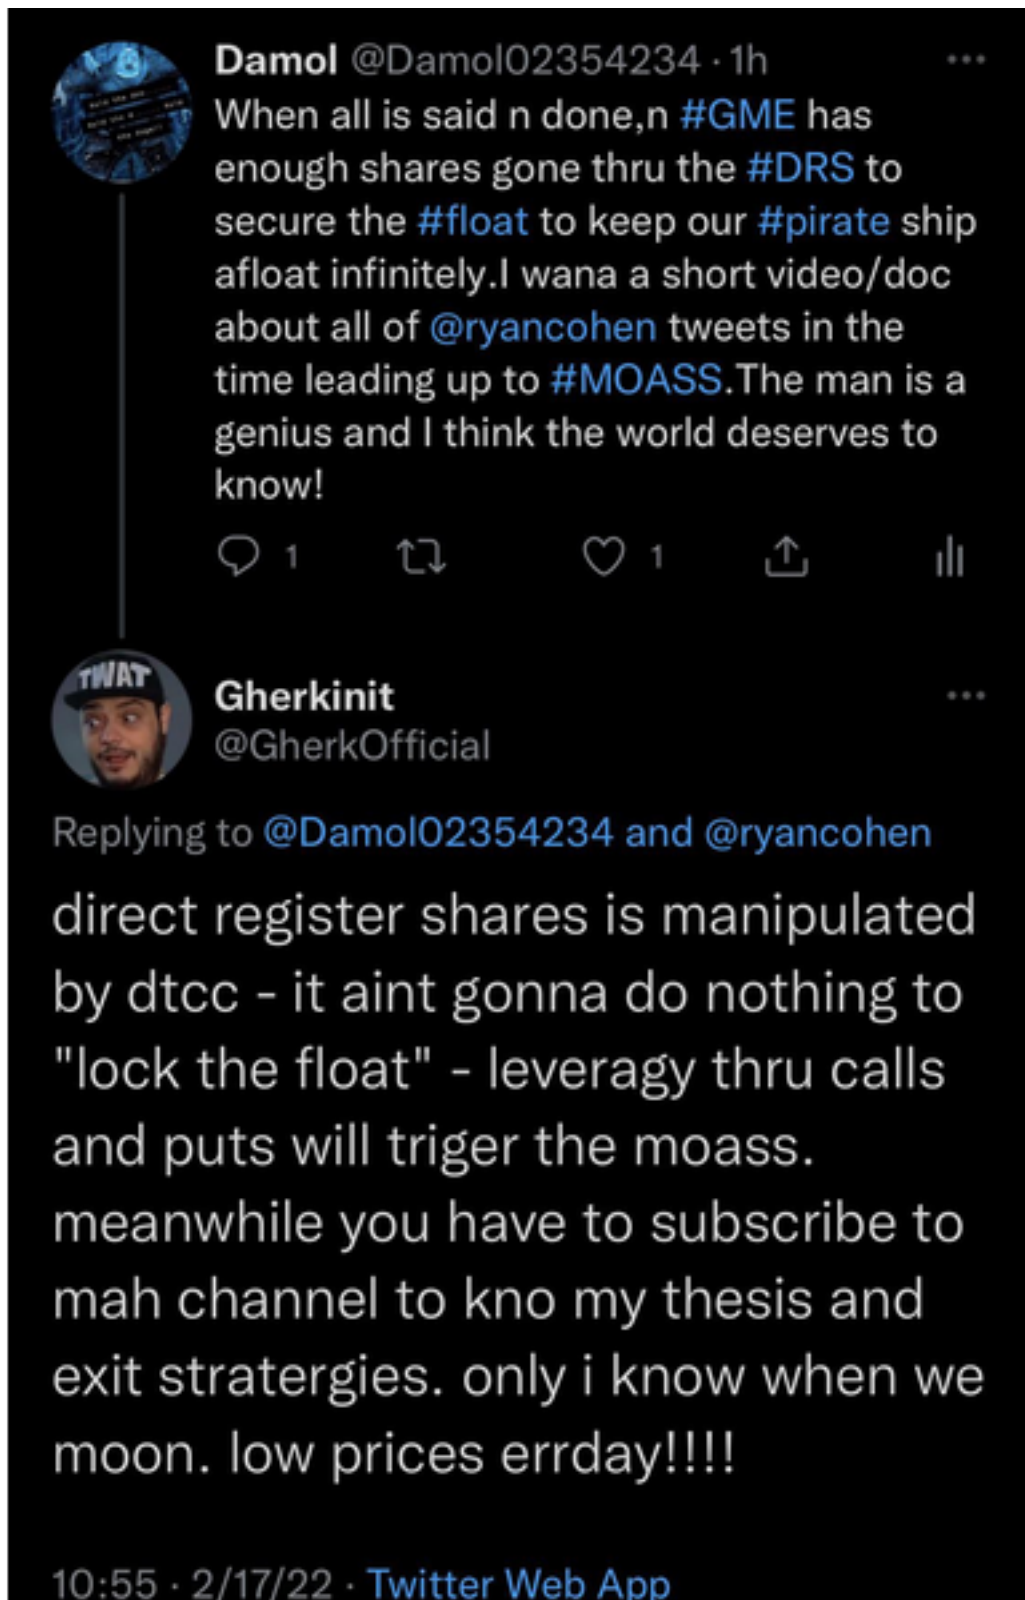 Damol @Damol02354234 · 1h
When all is said n done,n #GME has
enough shares gone thru the #DRS to
secure the #float to keep our #pirate ship
afloat infinitely.I wana a short video/doc
about all of @ryancohen tweets in the
time leading up to #MOASS.The man is a
genius and I think the world deserves to
know!
1 1
TWAT
Gherkinit
@GherkOfficial
Replying to @Damol02354234 and @ryancohen
direct register shares is manipulated
by dtcc - it aint gonna do nothing to
"lock the float" - leveragy thru calls
and puts will triger the moass.
meanwhile you have to subscribe to
mah channel to kno my thesis and
exit stratergies. only i know when we
moon. low prices errday!!!!
10:55 · 2/17/22 · Twitter Web App